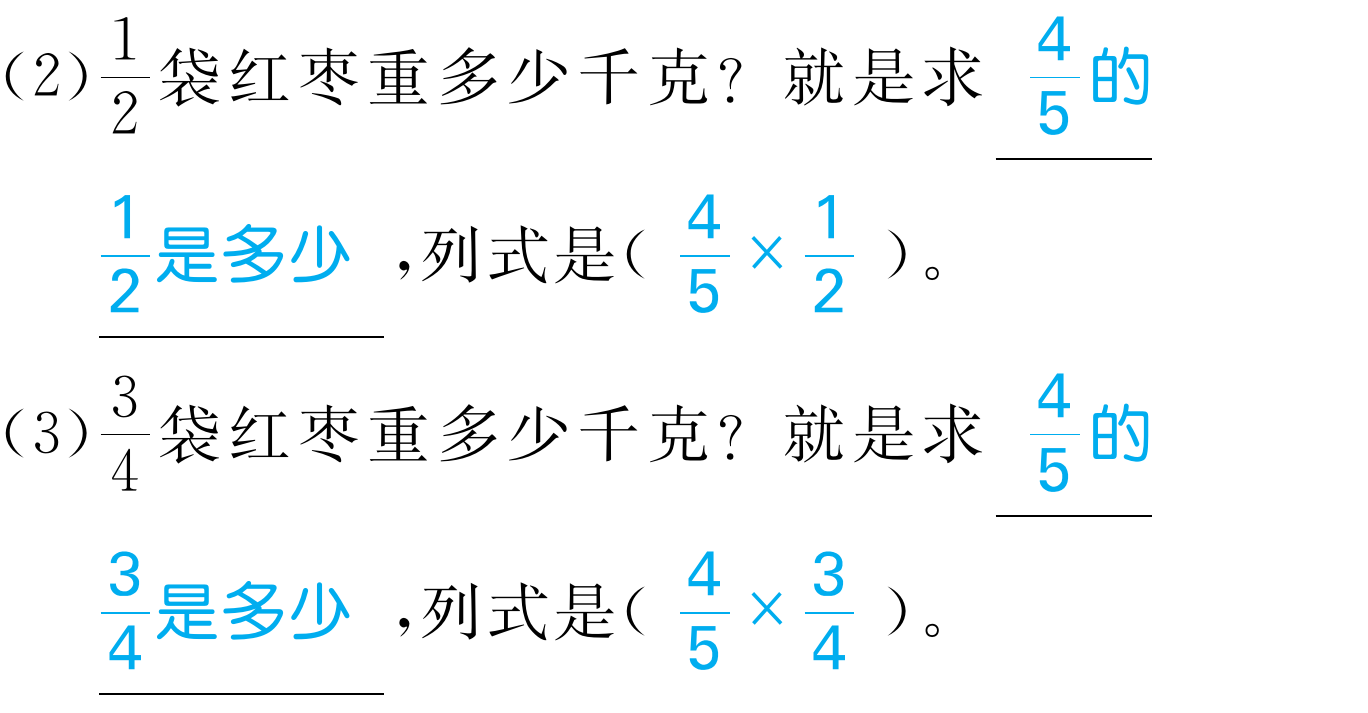 (2) 1/2 袋红枣重多少千克？就是求 4/5 的
1/2 是多少 ,列式是( 4/5 × 1/2 )。
(3) 3/4 袋红枣重多少千克？就是求 4/5 的
3/4 是多少 ,列式是( 4/5 × 3/4 )。